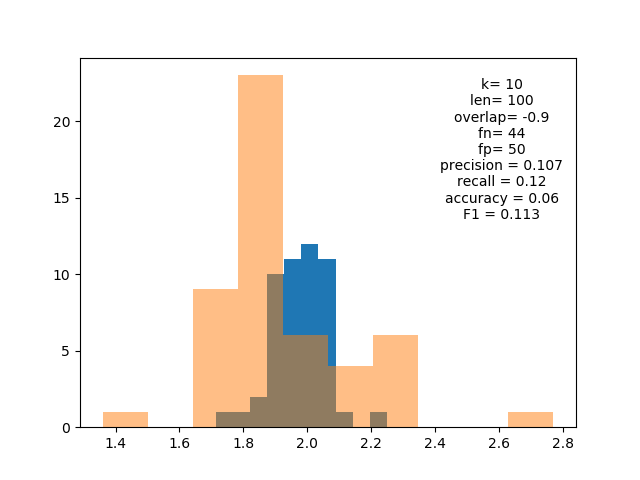 k= 10
len= 100
overlap= -0.9
fn= 44
fp= 50
precision = 0.107
recall = 0.12
accuracy = 0.06
F1 = 0.113
20
15
10
5
0
1.4 1.6 1.8 2.0 2.2 2.4 2.6 2.8